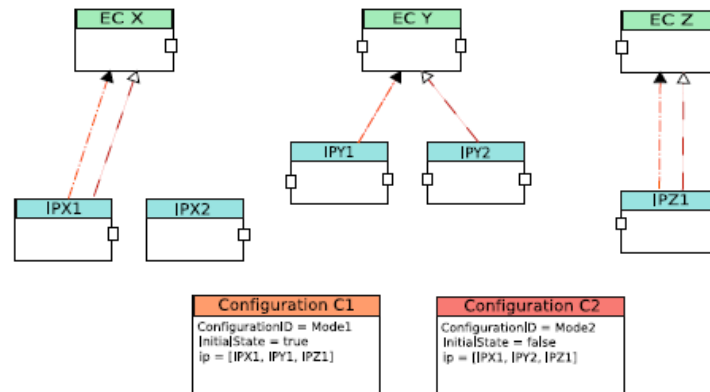 EC X
EC Y
EC Z
IPY1
IPY2
IPX1
IPX2
IPZ1
Configuration C1
ConfigurationID = Mode1
InitialState = true
ip = [IPX1, IPY1, IPZ1]
Configuration C2
ConfigurationID = Mode2
InitialState = false
ip = [IPX1, IPY2, IPZ1]